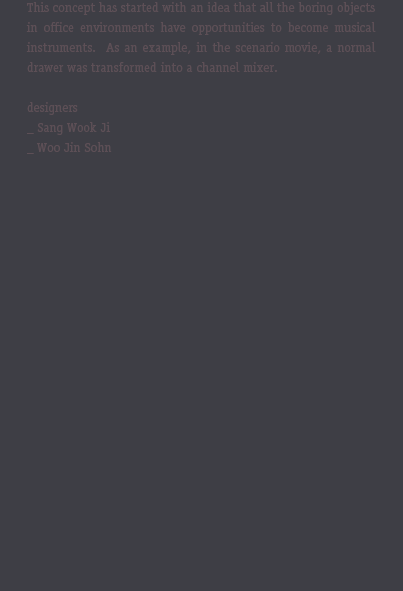 This concept has started with an idea that all the boring objects
in office environments have opportunities to become musical
instruments. As an example, in the scenario movie, a normal
drawer was transformed into a channel mixer.
designers
_ Sang Wook Ji
_ Woo Jin Sohn